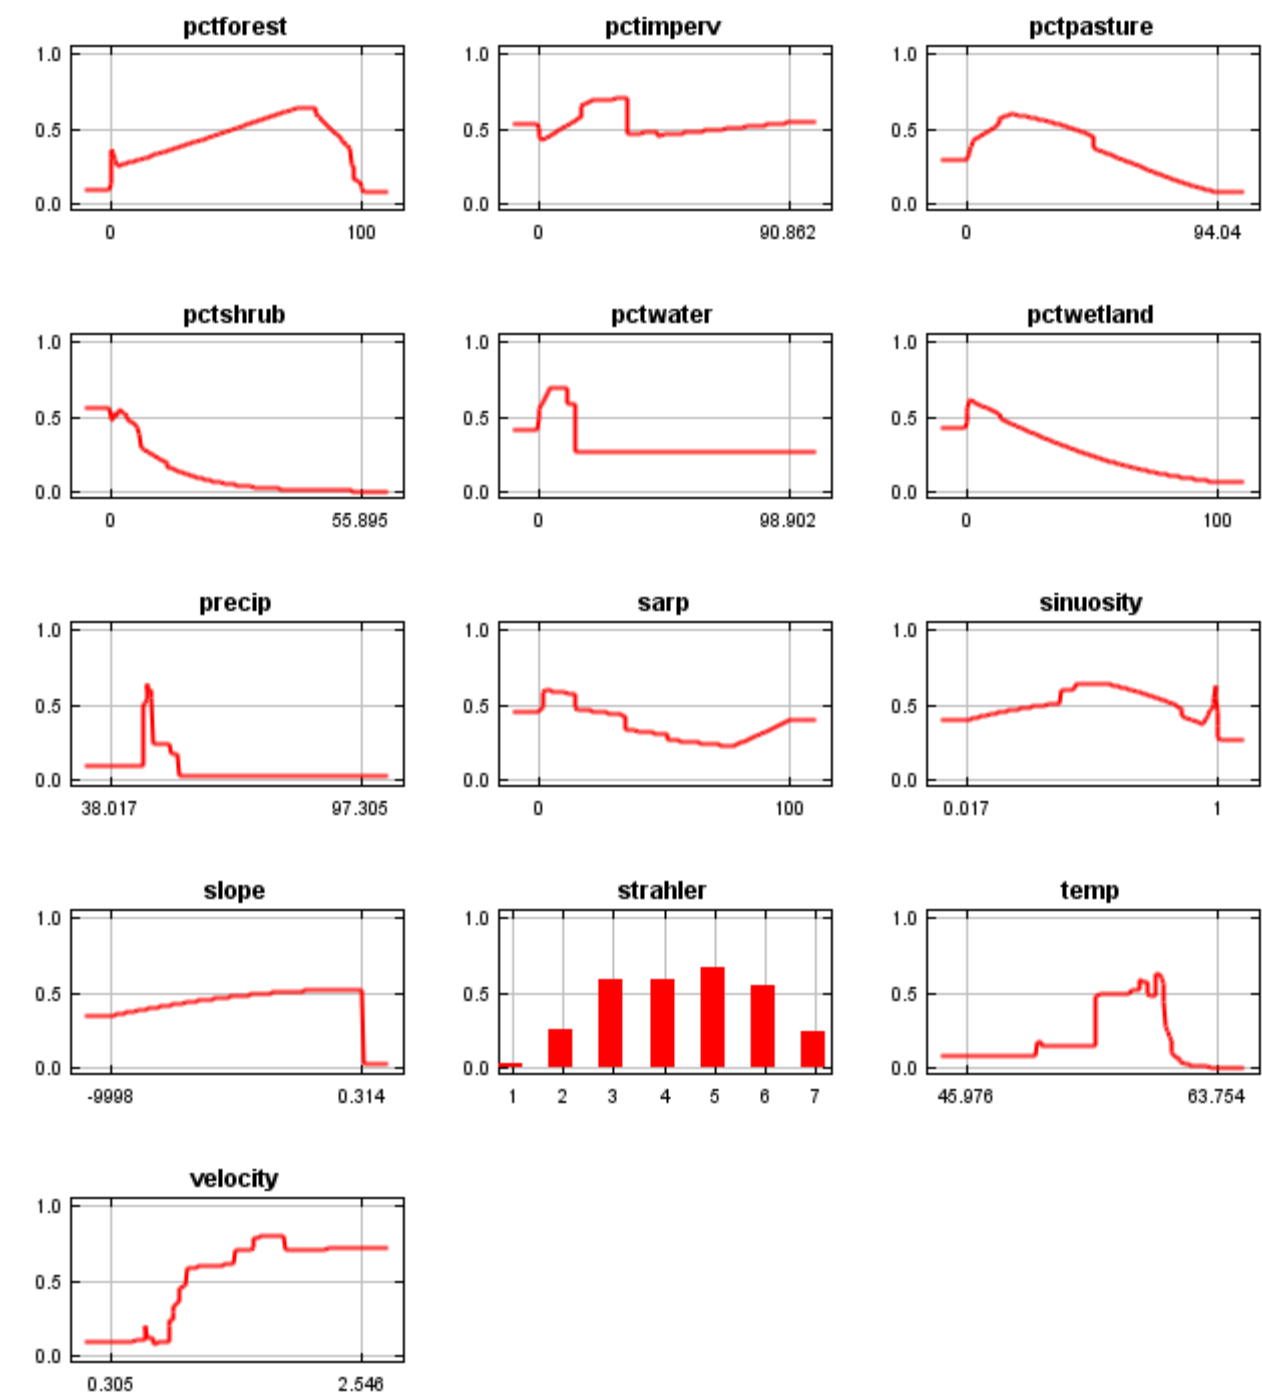 pctforest pctimperv pctpasture
1.0 1.0 1.0
0.5 0.5 0.5
0.0 0.0 0.0
0 100 0 90.862 0 94.04
pctshrub pctwater pctwetland
1.0 1.0 1.0
0.5 0.5 0.5
0.0 0.0 0.0
0 55.895 0 98.902 0 100
precip sarp sinuosity
1.0 1.0 1.0
0.5 0.5 0.5
0.0 0.0 0.0
38.017 97.305 0 100 0.017 1
slope strahler temp
1.0 1.0 1.0
0.5 0.5 0.5
0.0 0.0 0.0
-9998 0.314 1 2 3 4 5 6 7 45.976 63.754
velocity
1.0
0.5
0.0
0.305 2.546